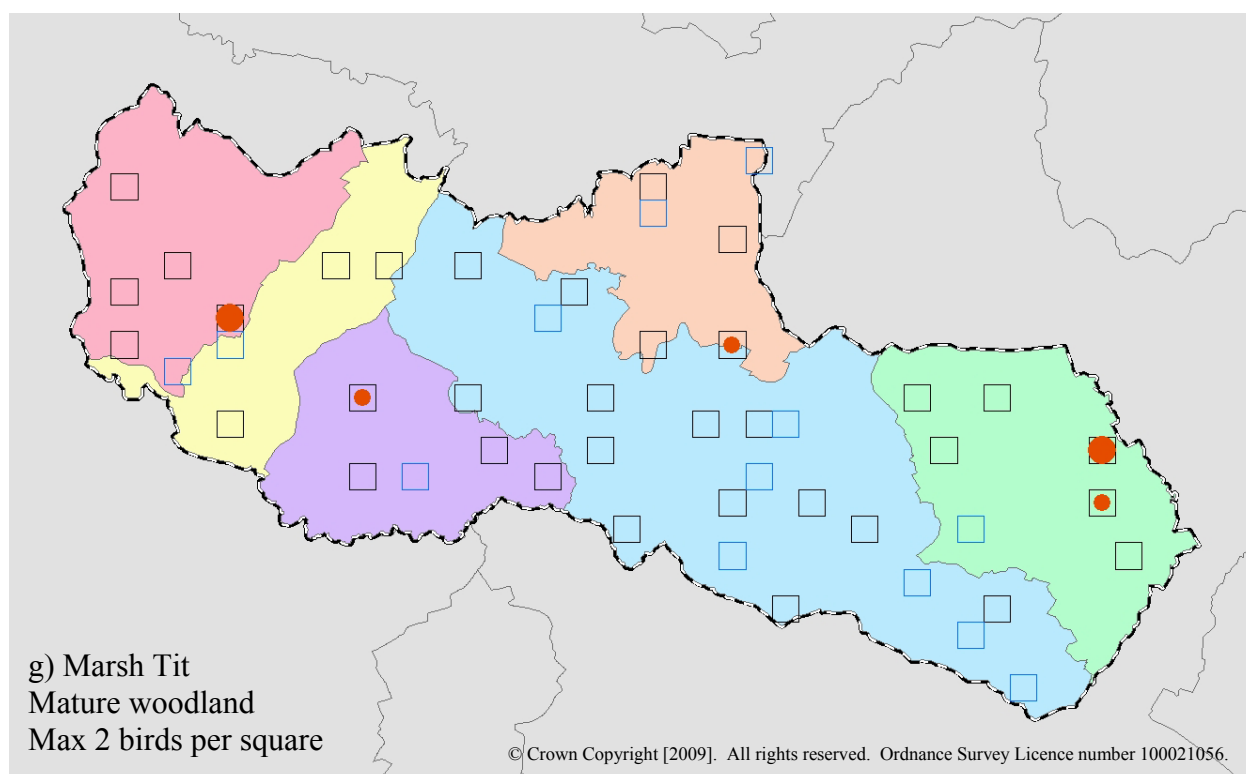 g) Marsh Tit
Mature woodland
Max 2 birds per square
© Crown Copyright [2009]. All rights reserved. Ordnance Survey Licence number 100021056.